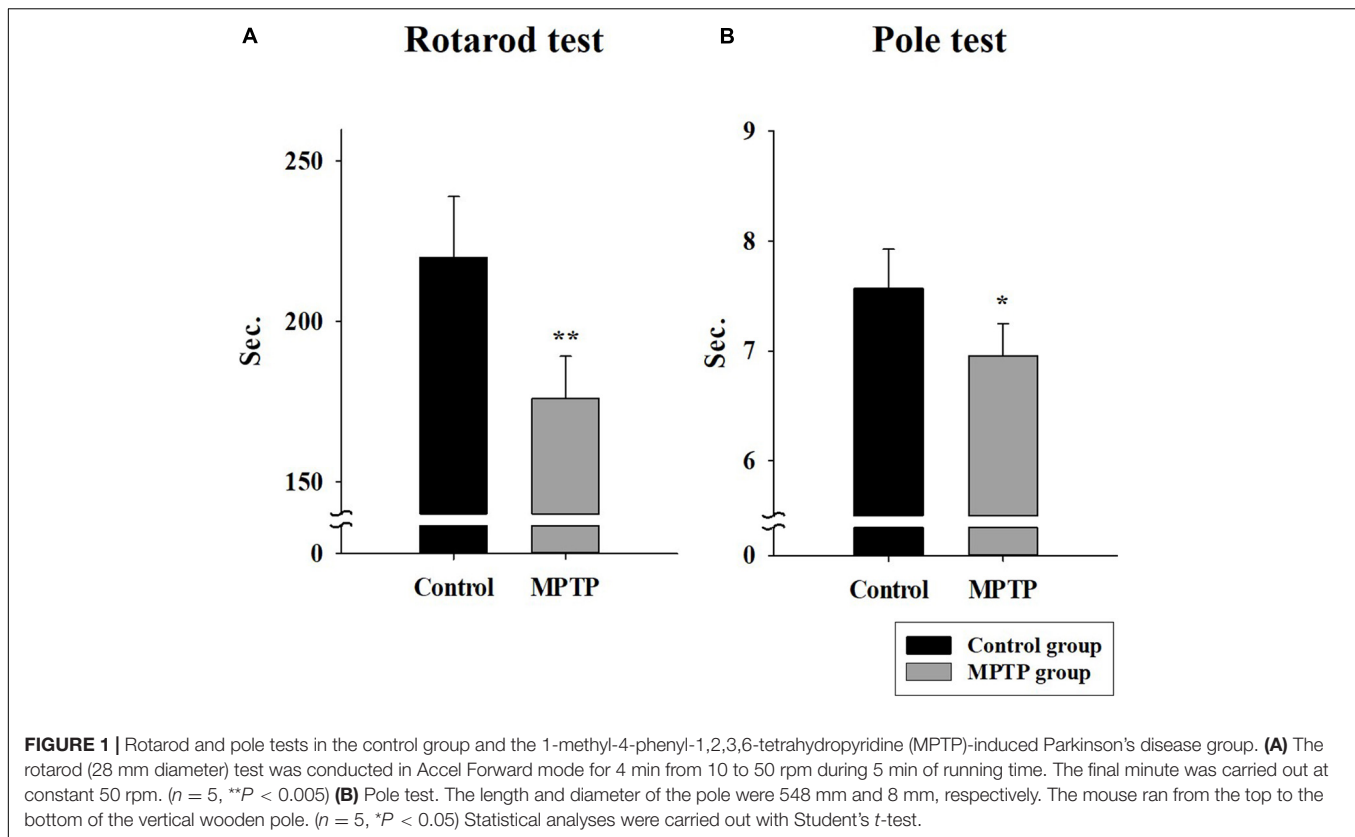 A
Rotarod test
B
Pole test
Sec.
250
200
150
0
Control
MPTP
**
Sec.
9
8
7
6
0
Control
MPTP
*
Control group
MPTP group
FIGURE 1 | Rotarod and pole tests in the control group and the 1-methyl-4-phenyl-1,2,3,6-tetrahydropyridine (MPTP)-induced Parkinson's disease group. (A) The
rotarod (28 mm diameter) test was conducted in Accel Forward mode for 4 min from 10 to 50 rpm during 5 min of running time. The final minute was carried out at
constant 50 rpm. (n = 5, **P < 0.005) (B) Pole test. The length and diameter of the pole were 548 mm and 8 mm, respectively. The mouse ran from the top to the
bottom of the vertical wooden pole. (n = 5, *P < 0.05) Statistical analyses were carried out with Student's t-test.